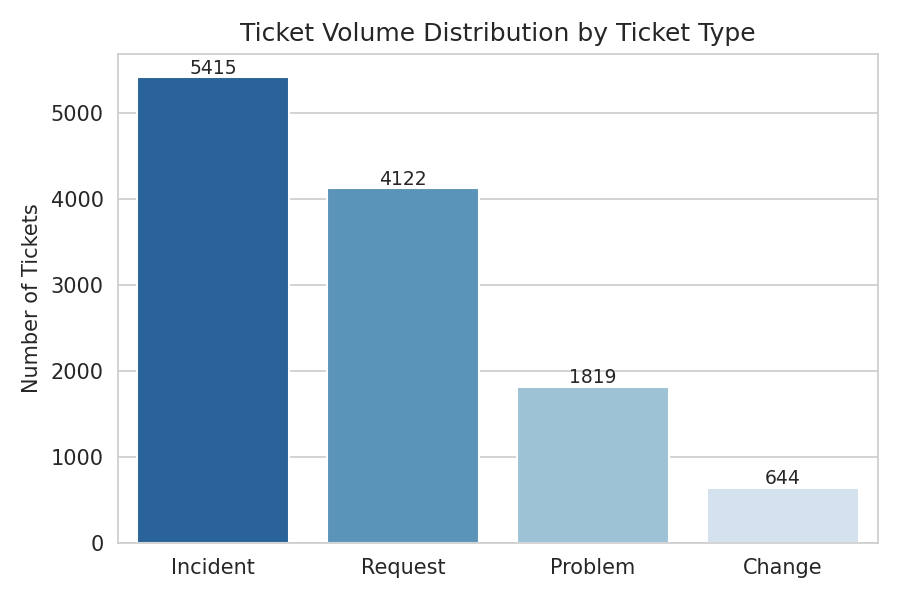 Ticket Volume Distribution by Ticket Type
Number of Tickets
5000
4000
3000
2000
1000
0
5415
4122
1819
644
Incident
Request
Problem
Change